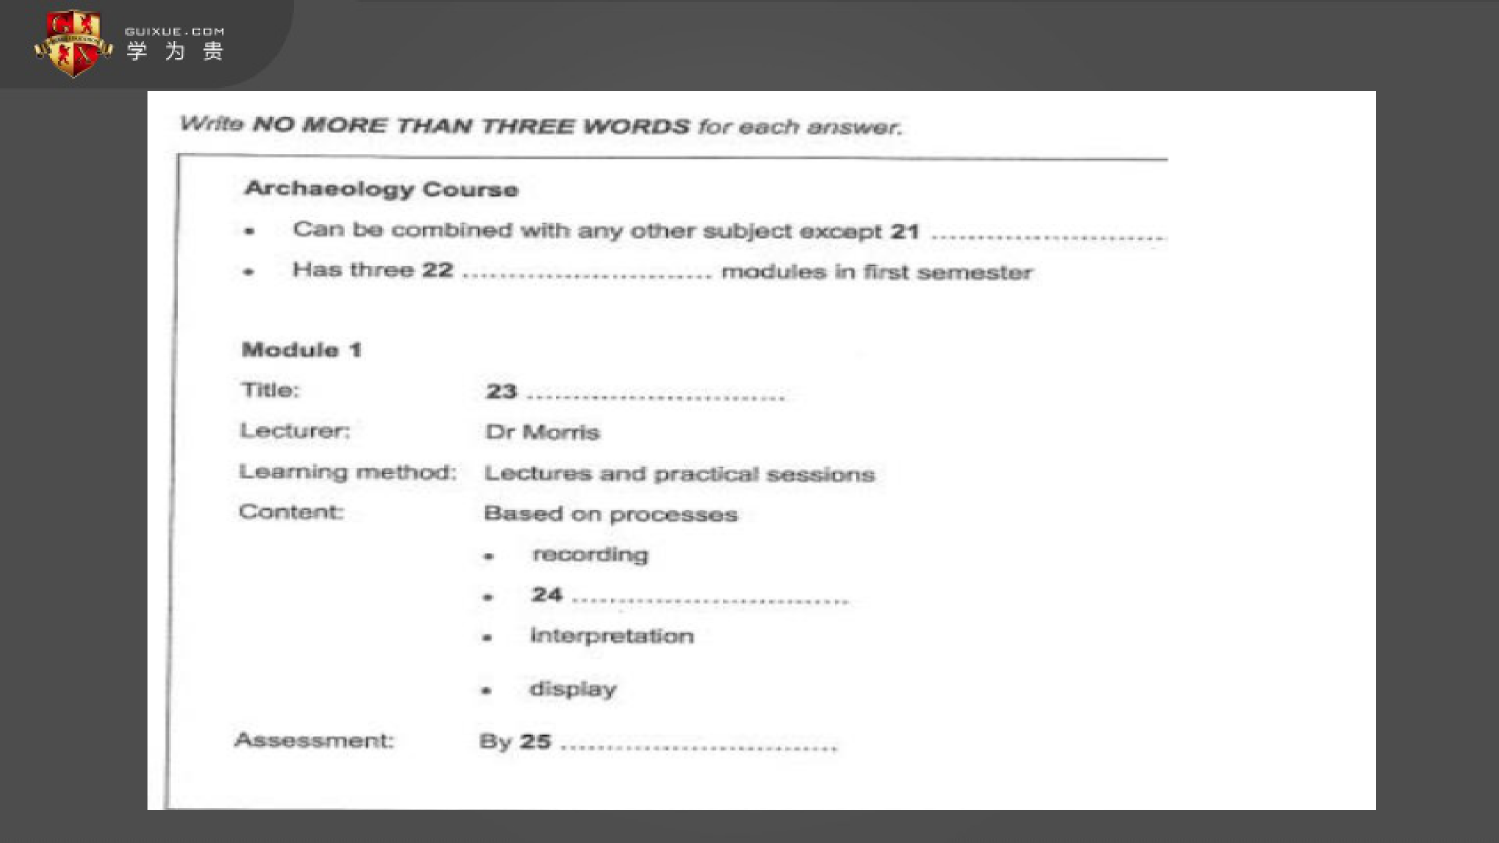 GUIXUE.COM
学为贵
Write NO MORE THAN THREE WORDS for each answer.
Archaeology Course
• Can be combined with any other subject except 21 ..............................
• Has three 22 .............................. modules in first semester
Module 1
Title: 23 ..............................
Lecturer: Dr Morris
Learning method: Lectures and practical sessions
Content: Based on processes
• recording
• 24 ..............................
• interpretation
• display
Assessment: By 25 ..............................